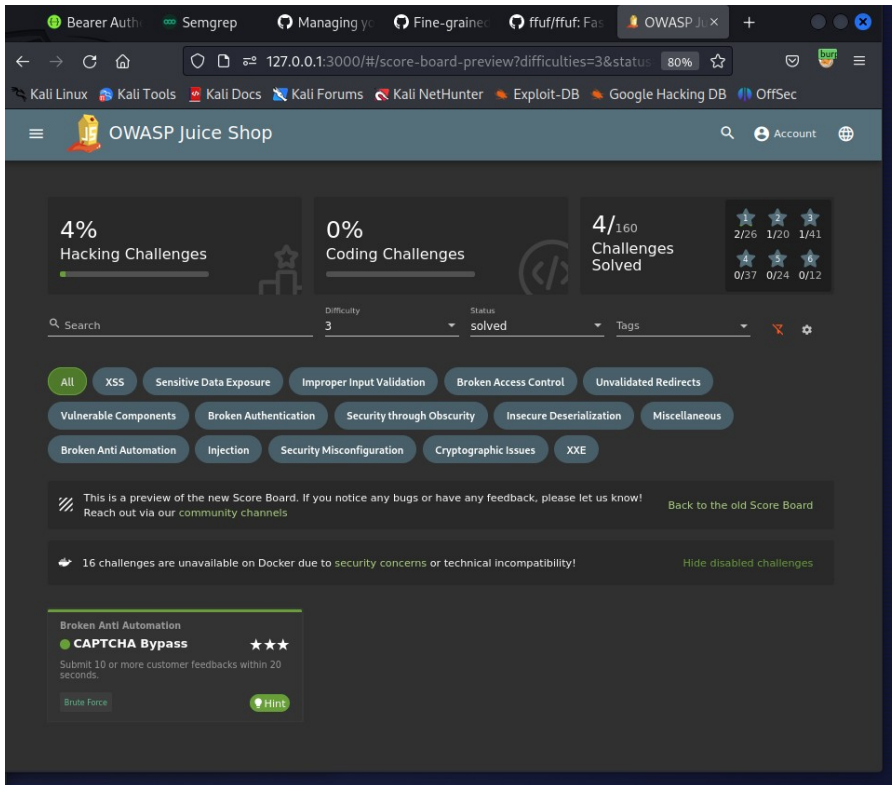 Bearer Auth
Semgrep
Managing yo
Fine-grained
ffuf/ffuf: Fas
OWASP Ju
127.0.0.1:3000/#/score-board-preview?difficulties=3&status
80%
burp
Kali Linux
Kali Tools
Kali Docs
Kali Forums
Kali NetHunter
Exploit-DB
Google Hacking DB
OffSec
OWASP Juice Shop
Account
4%
Hacking Challenges
0%
Coding Challenges
4/160
Challenges
Solved
1 2 3
2/26 1/20 1/41
4 5 6
0/37 0/24 0/12
Search
Difficulty
3
Status
solved
Tags
All
XSS
Sensitive Data Exposure
Improper Input Validation
Broken Access Control
Unvalidated Redirects
Vulnerable Components
Broken Authentication
Security through Obscurity
Insecure Deserialization
Miscellaneous
Broken Anti Automation
Injection
Security Misconfiguration
Cryptographic Issues
XXE
This is a preview of the new Score Board. If you notice any bugs or have any feedback, please let us know!
Reach out via our community channels
Back to the old Score Board
16 challenges are unavailable on Docker due to security concerns or technical incompatibility!
Hide disabled challenges
Broken Anti Automation
CAPTCHA Bypass
Submit 10 or more customer feedbacks within 20
seconds.
Brute Force
Hint